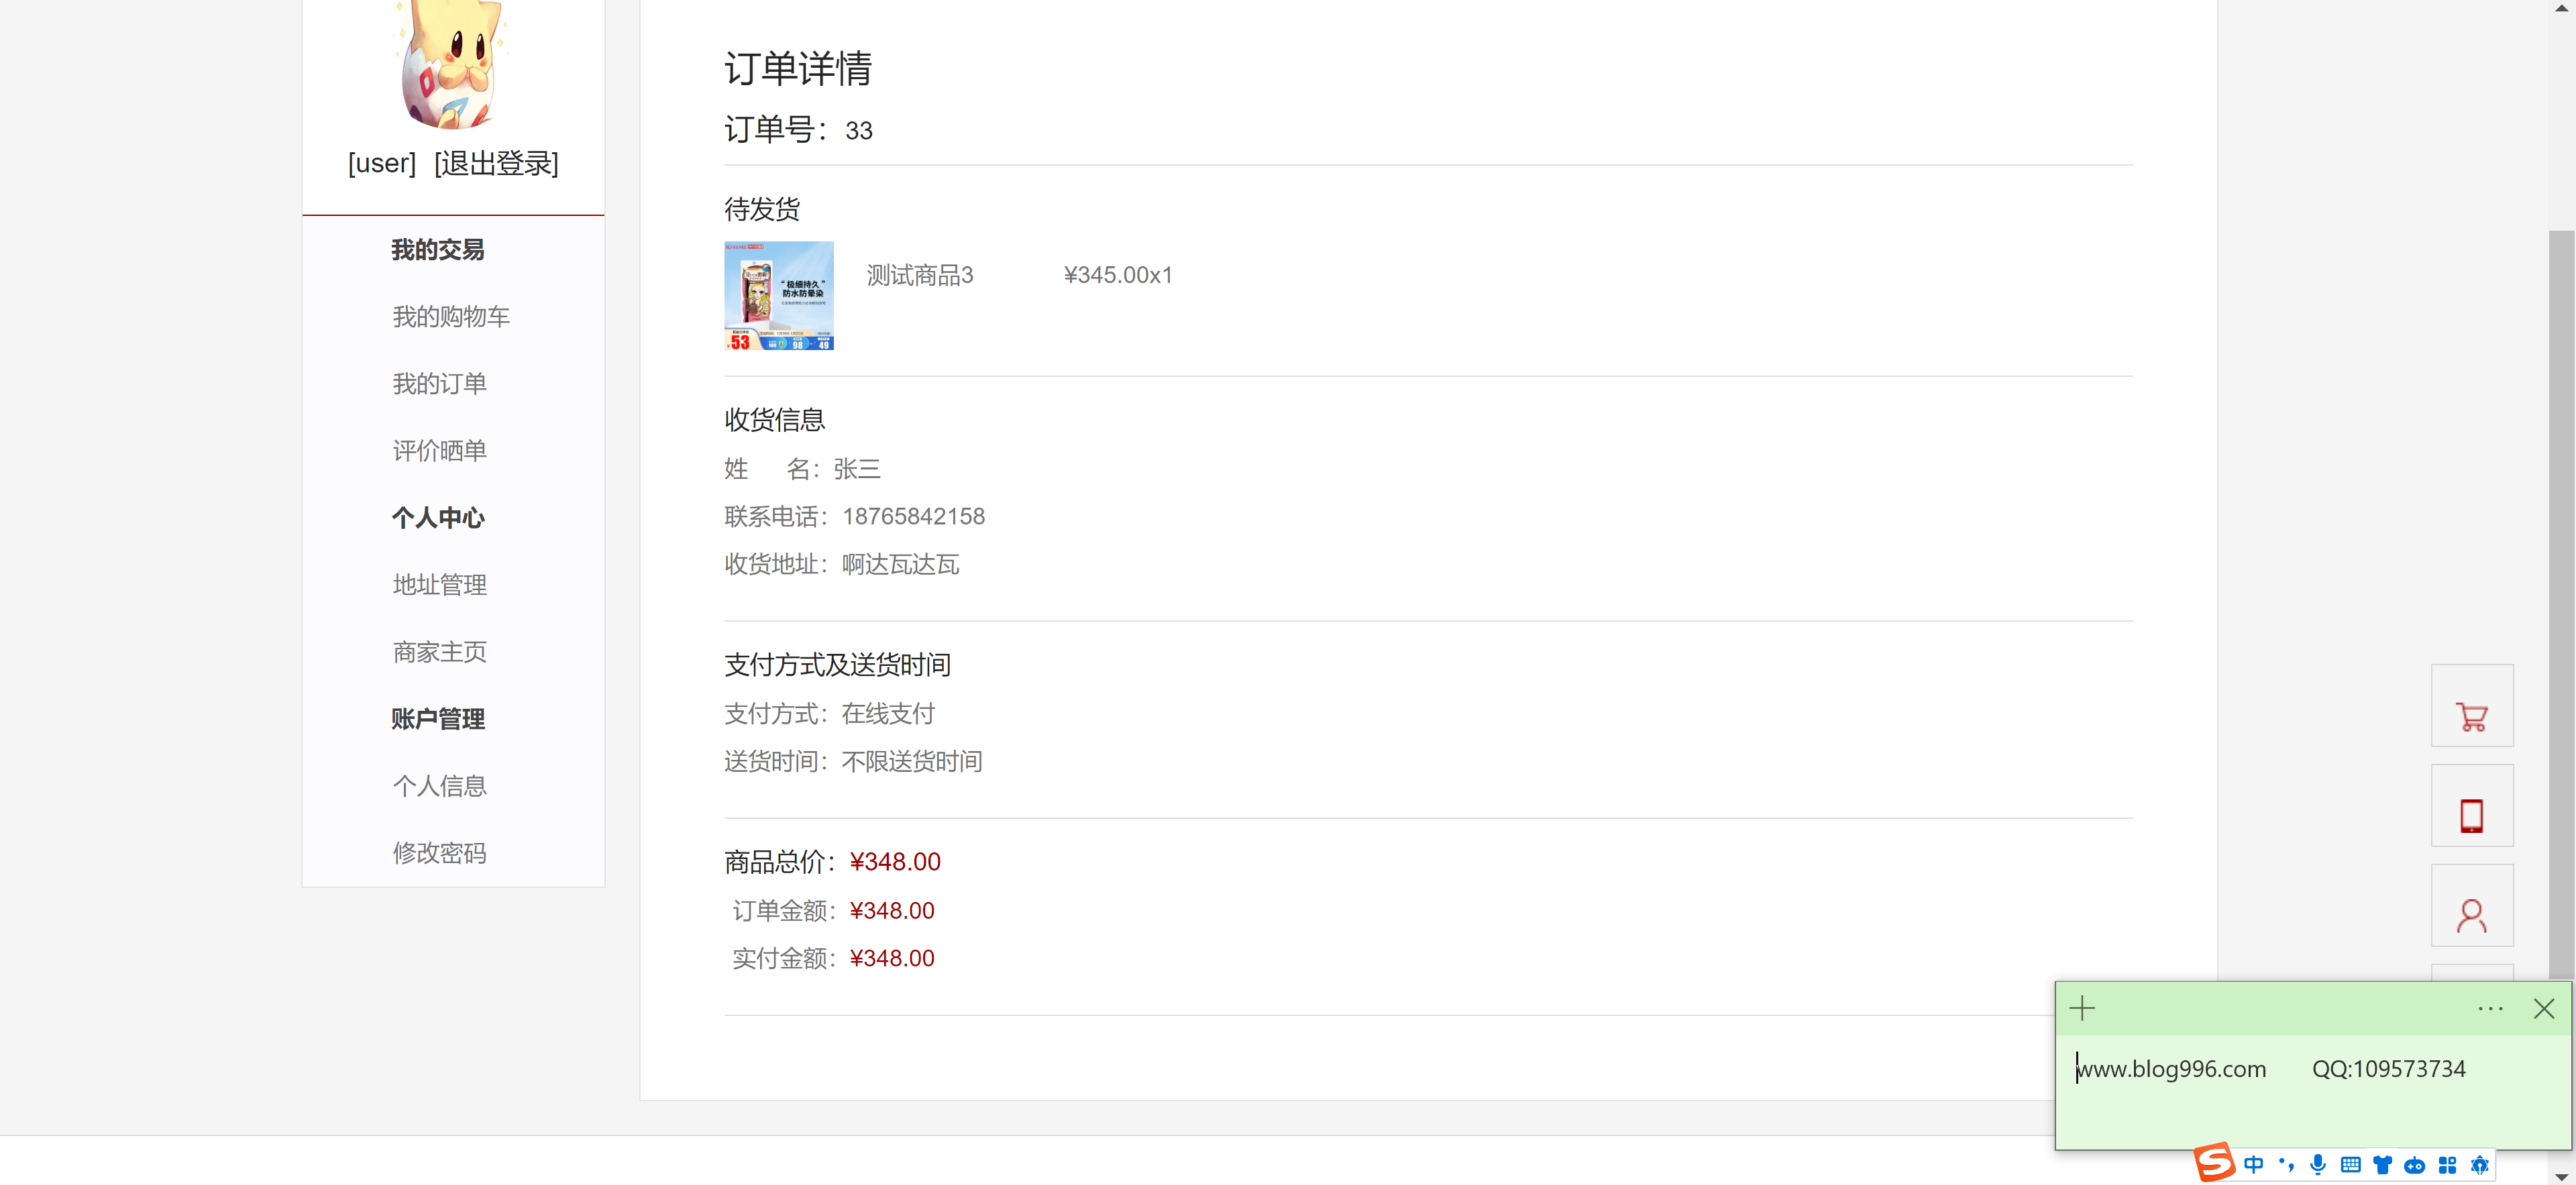 [user] [退出登录]
我的交易
我的购物车
我的订单
评价晒单
个人中心
地址管理
商家主页
账户管理
个人信息
修改密码
订单详情
订单号：33
待发货
“极细持久”
防水防晕染
53
98
49
测试商品3 ¥345.00x1
收货信息
姓 名：张三
联系电话：18765842158
收货地址：啊达瓦达瓦
支付方式及送货时间
支付方式：在线支付
送货时间：不限送货时间
商品总价：¥348.00
订单金额：¥348.00
实付金额：¥348.00
www.blog996.com QQ:109573734
中